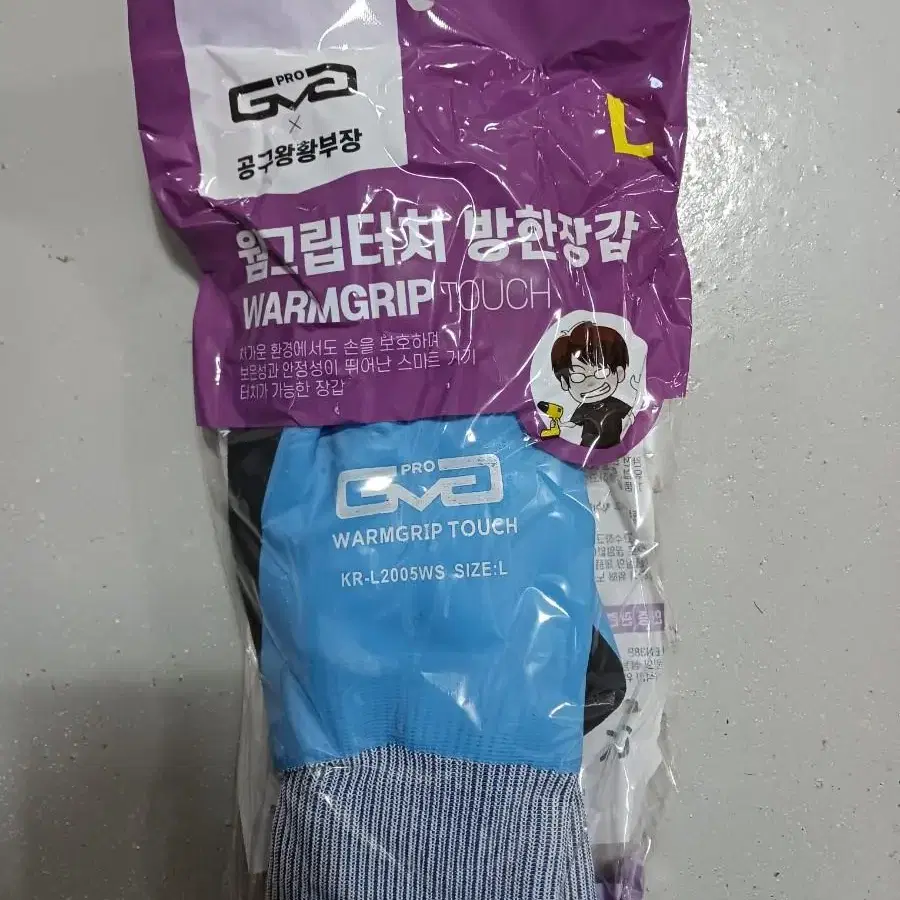 PRO
GVG
×
공구왕황부장
L
웜그립터치 방한장갑
WARMGRIP TOUCH
차가운 환경에서도 손을 보호하며
보온성과 안정성이 뛰어난 스마트 기기
터치가 가능한 장갑
PRO
GVG
WARMGRIP TOUCH
KR-L2005WS SIZE:L
EN388